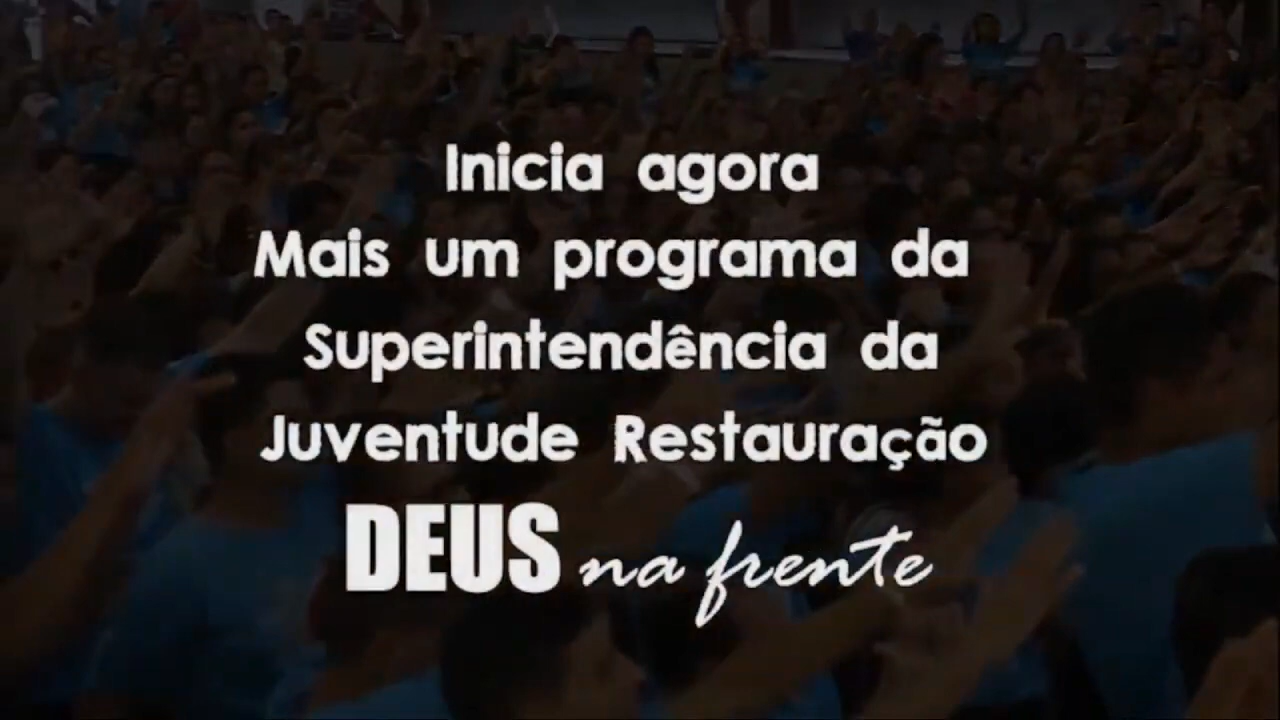 Inicia agora
Mais um programa da
Superintendência da
Juventude Restauração
DEUS na frente